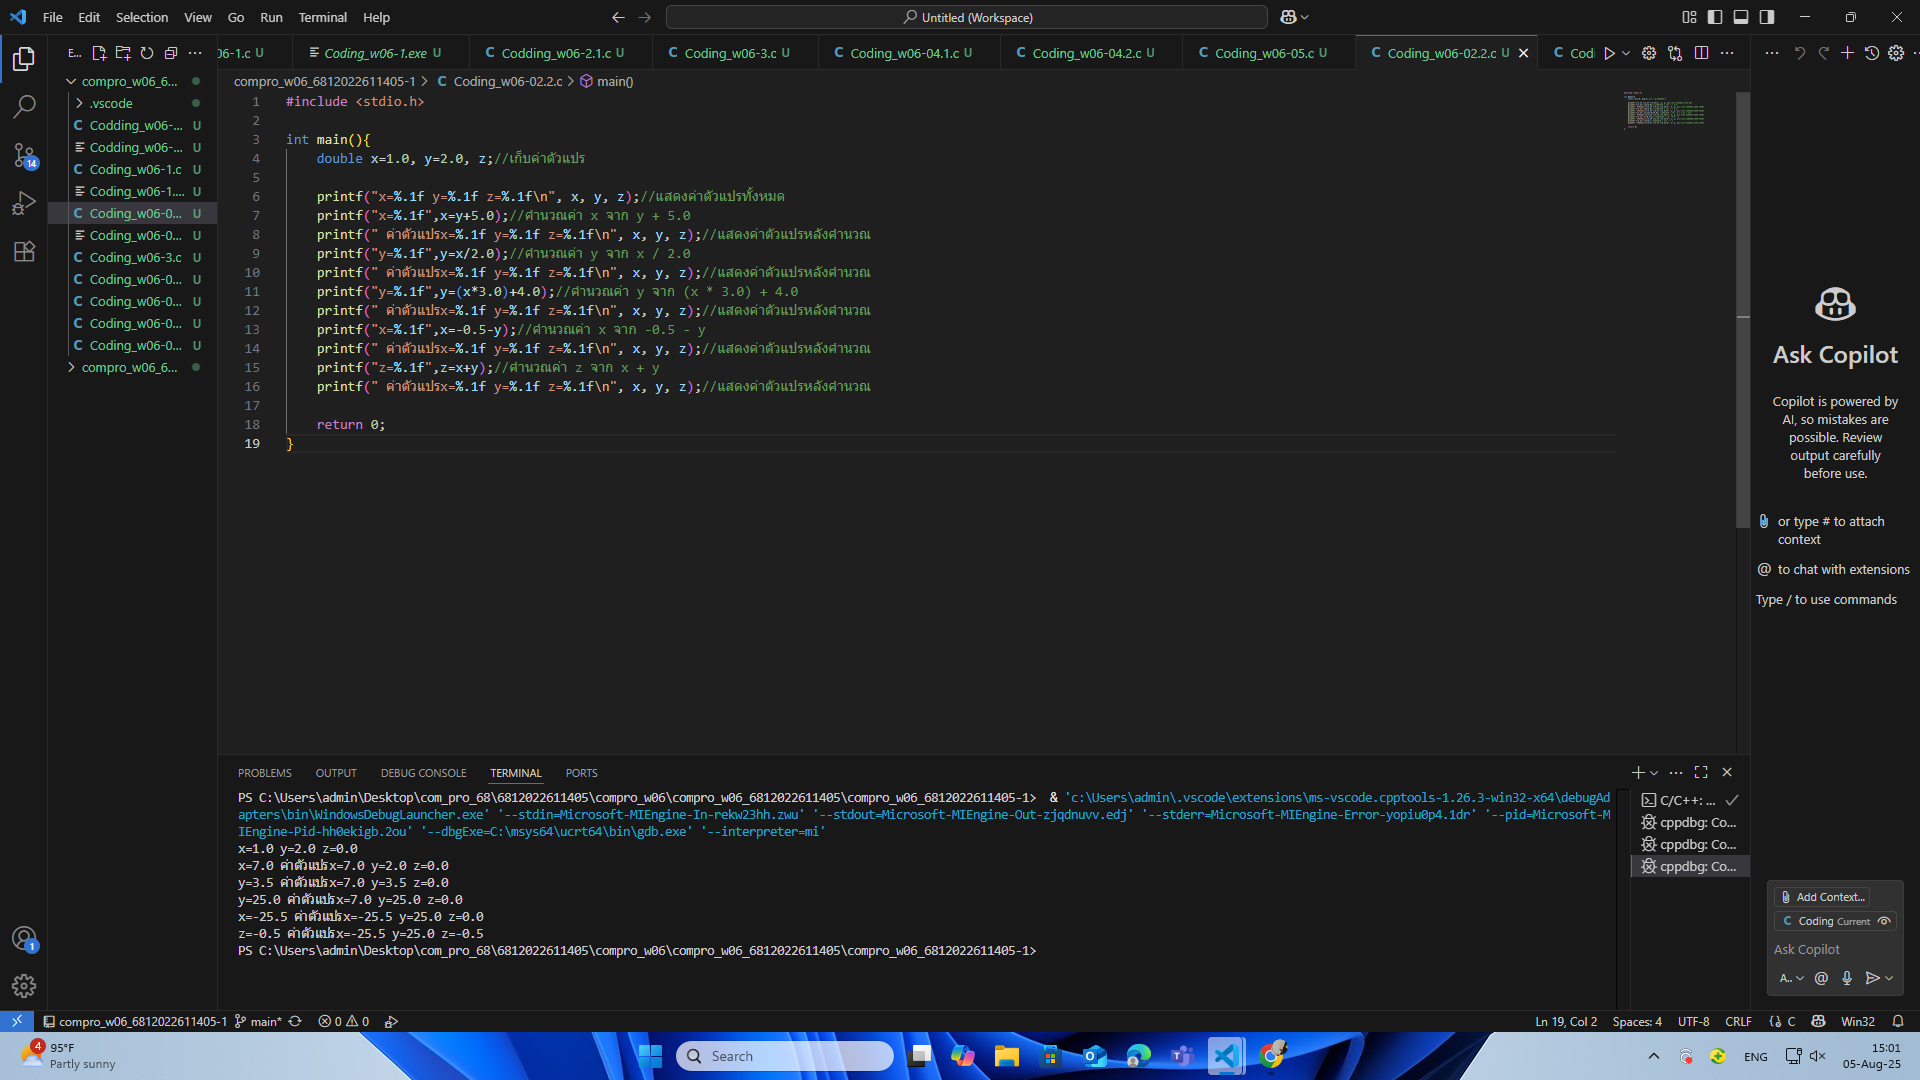 File Edit Selection View Go Run Terminal Help
Untitled (Workspace)
E...
06-1.c U
Coding_w06-1.exe U
Codding_w06-2.1.c U
Coding_w06-3.c U
Coding_w06-04.1.c U
Coding_w06-04.2.c U
Coding_w06-05.c U
Coding_w06-02.2.c U
Codi
compro_w06_6812022611405-1 > Coding_w06-02.2.c > main()
compro_w06_6...
.vscode
Codding_w06-... U
Codding_w06-... U
Coding_w06-1.c U
Coding_w06-1.... U
Coding_w06-0... U
Coding_w06-0... U
Coding_w06-3.c U
Coding_w06-0... U
Coding_w06-0... U
Coding_w06-0... U
Coding_w06-0... U
compro_w06_6...
14
1
1 #include <stdio.h>
2
3 int main(){
4 double x=1.0, y=2.0, z;//เก็บค่าตัวแปร
5
6 printf("x=%.1f y=%.1f z=%.1f\n", x, y, z);//แสดงค่าตัวแปรทั้งหมด
7 printf("x=%.1f",x=y+5.0);//คำนวณค่า x จาก y + 5.0
8 printf(" ค่าตัวแปรx=%.1f y=%.1f z=%.1f\n", x, y, z);//แสดงค่าตัวแปรหลังคำนวณ
9 printf("y=%.1f",y=x/2.0);//คำนวณค่า y จาก x / 2.0
10 printf(" ค่าตัวแปรx=%.1f y=%.1f z=%.1f\n", x, y, z);//แสดงค่าตัวแปรหลังคำนวณ
11 printf("y=%.1f",y=(x*3.0)+4.0);//คำนวณค่า y จาก (x * 3.0) + 4.0
12 printf(" ค่าตัวแปรx=%.1f y=%.1f z=%.1f\n", x, y, z);//แสดงค่าตัวแปรหลังคำนวณ
13 printf("x=%.1f",x=-0.5-y);//คำนวณค่า x จาก -0.5 - y
14 printf(" ค่าตัวแปรx=%.1f y=%.1f z=%.1f\n", x, y, z);//แสดงค่าตัวแปรหลังคำนวณ
15 printf("z=%.1f",z=x+y);//คำนวณค่า z จาก x + y
16 printf(" ค่าตัวแปรx=%.1f y=%.1f z=%.1f\n", x, y, z);//แสดงค่าตัวแปรหลังคำนวณ
17
18 return 0;
19 }
Ask Copilot
Copilot is powered by
AI, so mistakes are
possible. Review
output carefully
before use.
or type # to attach
context
@ to chat with extensions
Type / to use commands
Add Context...
Coding Current
Ask Copilot
A..
PROBLEMS OUTPUT DEBUG CONSOLE TERMINAL PORTS
PS C:\Users\admin\Desktop\com_pro_68\6812022611405\compro_w06\compro_w06_6812022611405\compro_w06_6812022611405-1> & 'c:\Users\admin\.vscode\extensions\ms-vscode.cpptools-1.26.3-win32-x64\debugAd
apters\bin\WindowsDebugLauncher.exe' '--stdin=Microsoft-MIEngine-In-rekw23hh.zwu' '--stdout=Microsoft-MIEngine-Out-zjqdnuvv.edj' '--stderr=Microsoft-MIEngine-Error-yopiu0p4.1dr' '--pid=Microsoft-M
IEngine-Pid-hh0ekigb.2ou' '--dbgExe=C:\msys64\ucrt64\bin\gdb.exe' '--interpreter=mi'
x=1.0 y=2.0 z=0.0
x=7.0 ค่าตัวแปรx=7.0 y=2.0 z=0.0
y=3.5 ค่าตัวแปรx=7.0 y=3.5 z=0.0
y=25.0 ค่าตัวแปรx=7.0 y=25.0 z=0.0
x=-25.5 ค่าตัวแปรx=-25.5 y=25.0 z=0.0
z=-0.5 ค่าตัวแปรx=-25.5 y=25.0 z=-0.5
PS C:\Users\admin\Desktop\com_pro_68\6812022611405\compro_w06\compro_w06_6812022611405\compro_w06_6812022611405-1>
C/C++: ...
cppdbg: Co...
cppdbg: Co...
cppdbg: Co...
compro_w06_6812022611405-1 main* 0 0
Ln 19, Col 2 Spaces: 4 UTF-8 CRLF C Win32
4
95°F
Partly sunny
Search
ENG
15:01
05-Aug-25